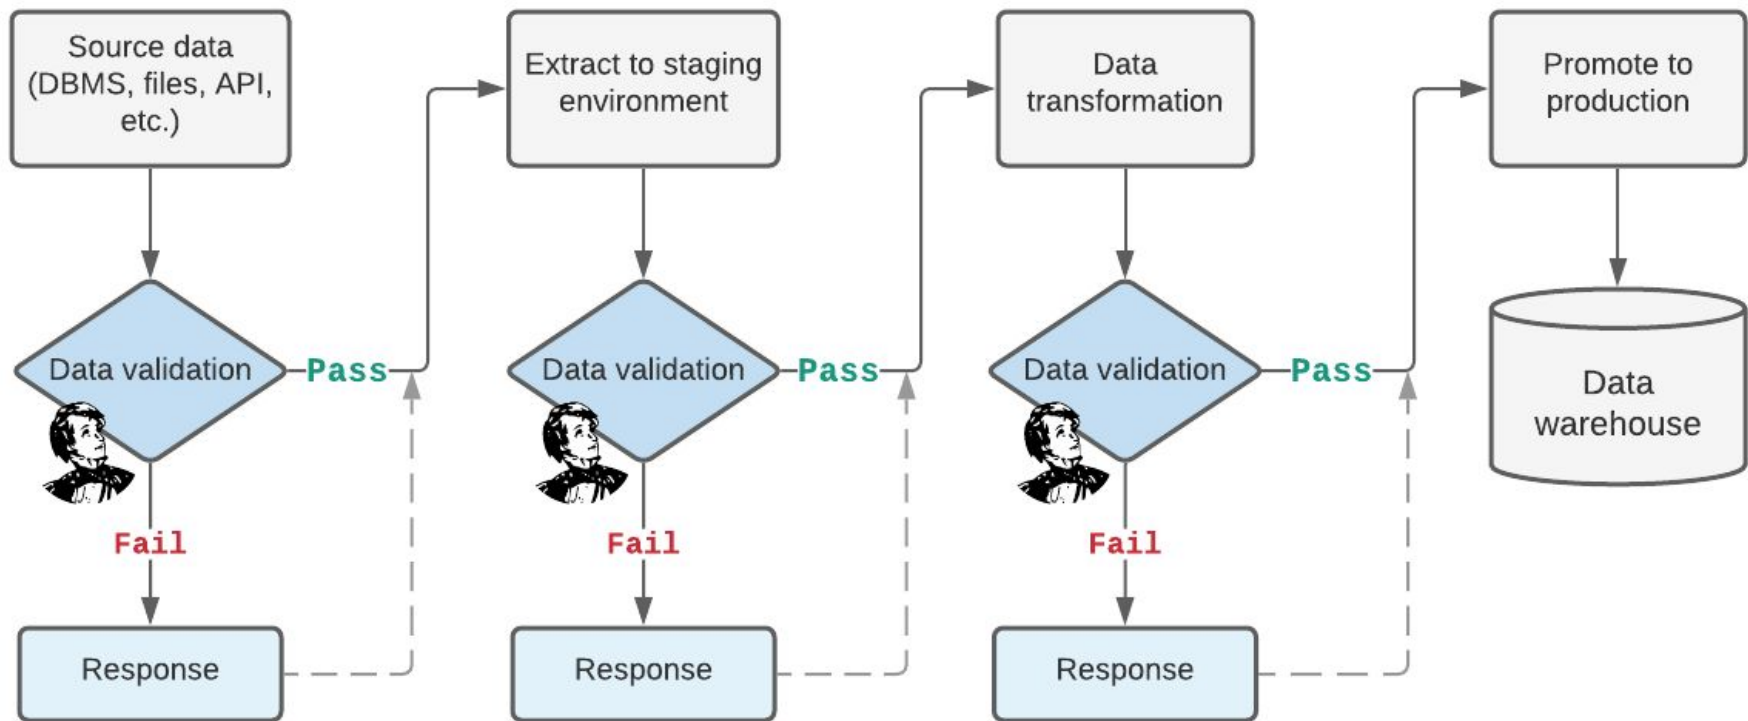 Source data
(DBMS, files, API,
etc.)
Extract to staging
environment
Data
transformation
Promote to
production
Data validation
Pass
Data validation
Pass
Data validation
Pass
Data
warehouse
Fail
Fail
Fail
Response
Response
Response